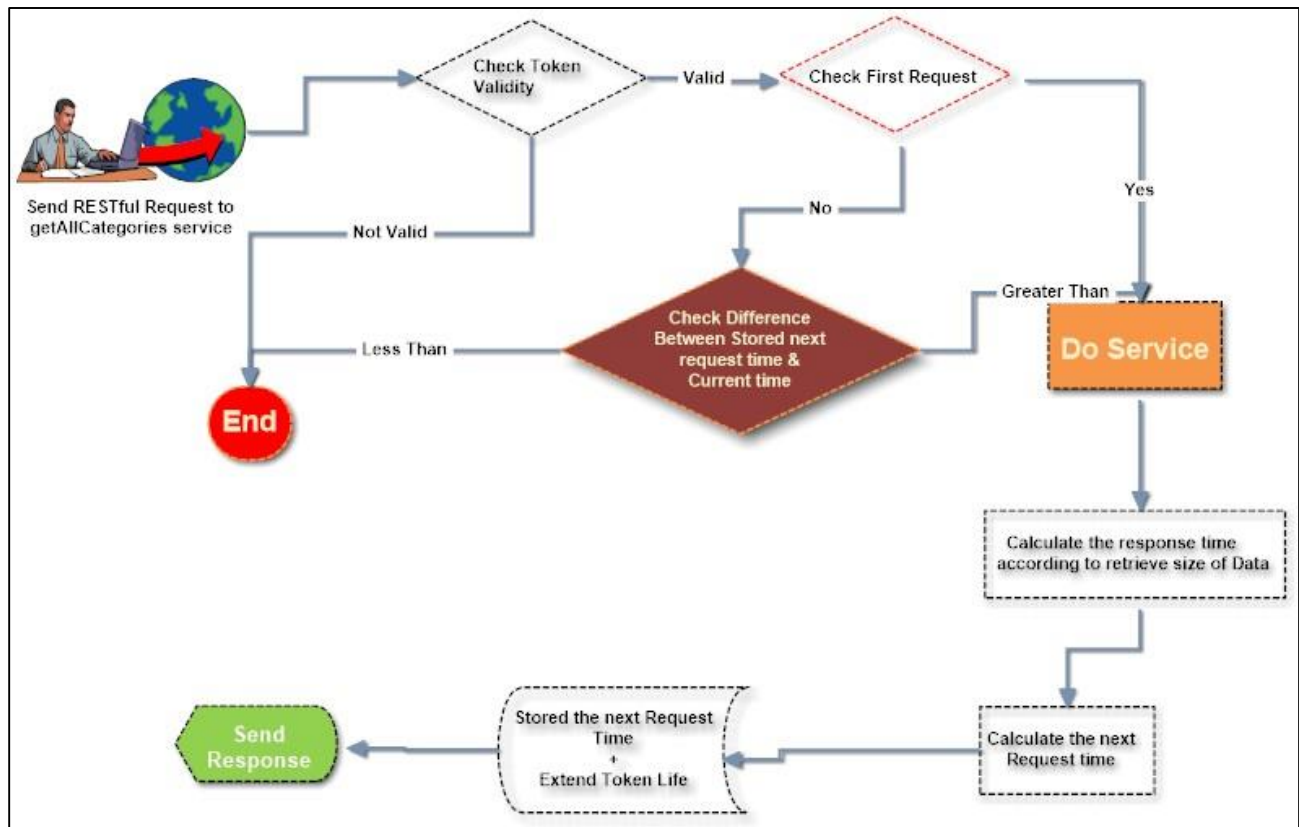 Check Token
Validity
Valid
Check First Request
Send RESTful Request to
getAllCategories service
Yes
No
Not Valid
Greater Than
Check Difference
Between Stored next
request time &
Current time
Less Than
Do Service
End
Calculate the response time
according to retrieve size of Data
Calculate the next
Request time
Stored the next Request
Time
+
Extend Token Life
Send
Response